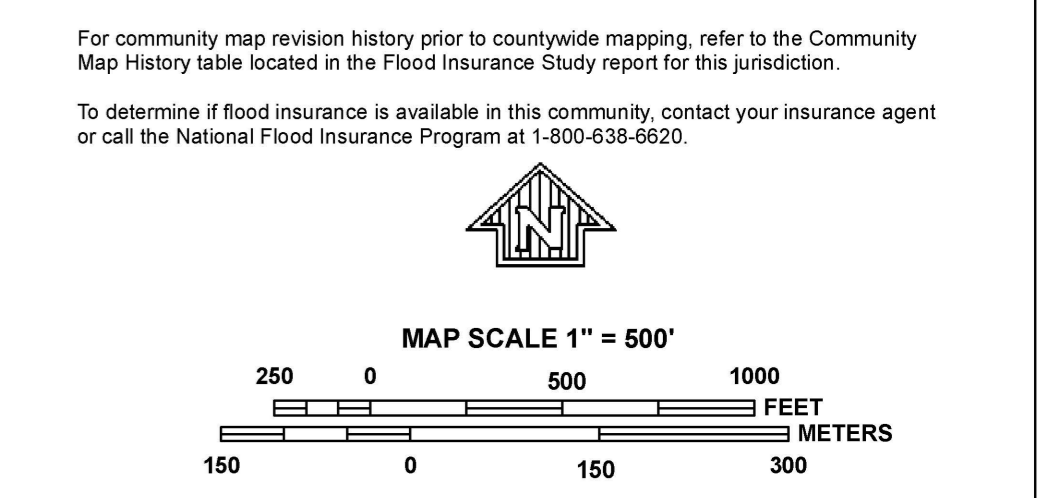 For community map revision history prior to countywide mapping, refer to the Community
Map History table located in the Flood Insurance Study report for this jurisdiction.
To determine if flood insurance is available in this community, contact your insurance agent
or call the National Flood Insurance Program at 1-800-638-6620.
N
MAP SCALE 1" = 500'
250 0 500 1000
FEET
METERS
150 0 150 300